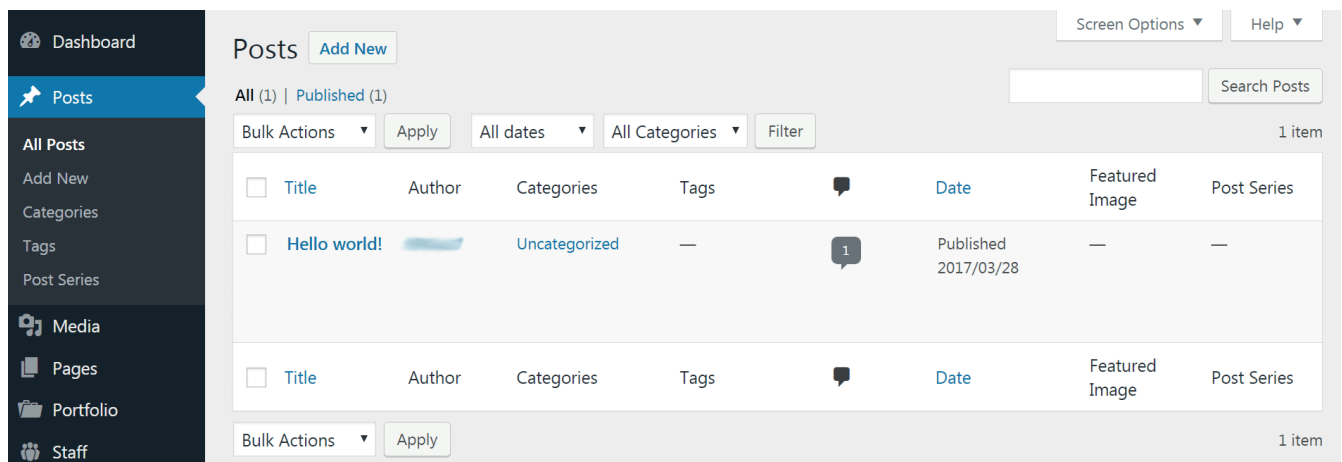 Dashboard
Posts
All Posts
Add New
Categories
Tags
Post Series
Media
Pages
Portfolio
Staff
Screen Options ▼ Help ▼
Posts Add New
All (1) | Published (1)
Search Posts
Bulk Actions ▼ Apply All dates ▼ All Categories ▼ Filter 1 item
Title Author Categories Tags Date Featured Image Post Series
Hello world! Uncategorized — 1 Published 2017/03/28 — —
Title Author Categories Tags Date Featured Image Post Series
Bulk Actions ▼ Apply 1 item